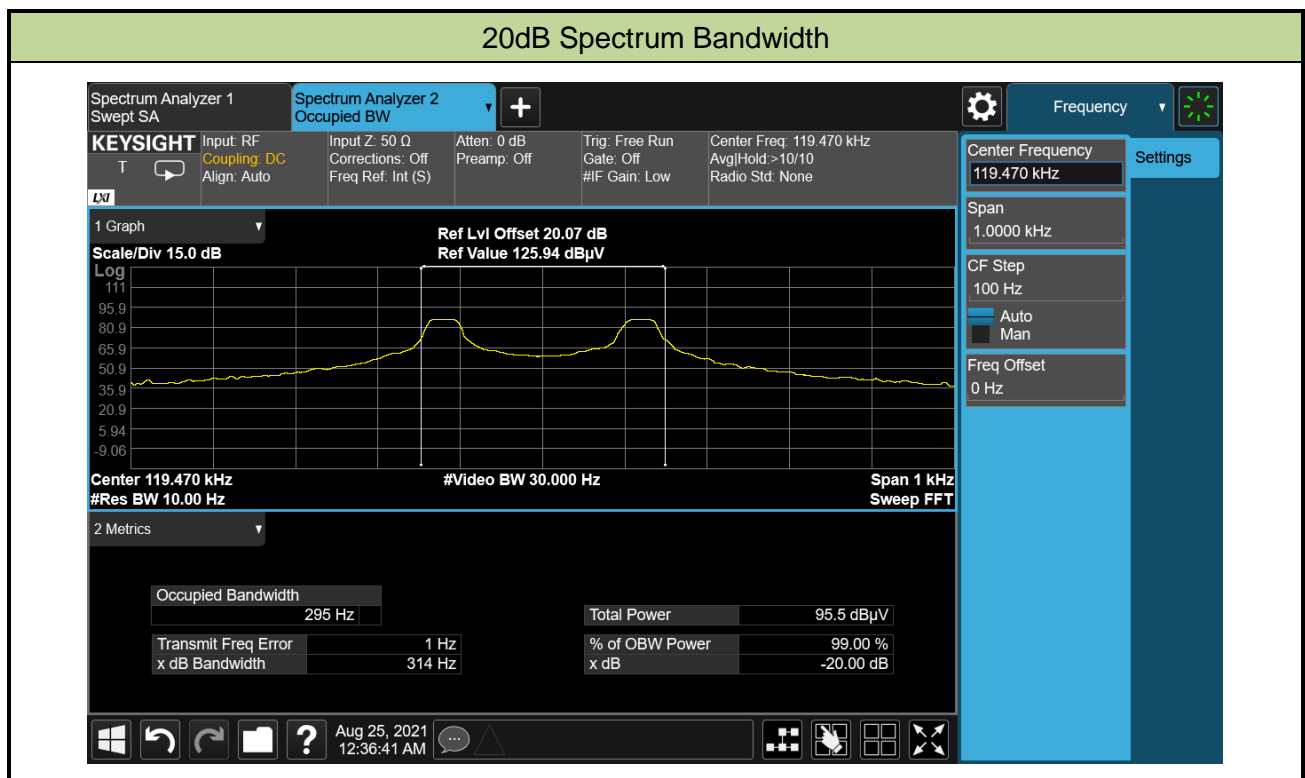 20dB Spectrum Bandwidth
Spectrum Analyzer 1
Swept SA
Spectrum Analyzer 2
Occupied BW
Frequency
KEYSIGHT
T
LXI
Input: RF
Coupling: DC
Align: Auto
Input Z: 50 Ω
Corrections: Off
Freq Ref: Int (S)
Atten: 0 dB
Preamp: Off
Trig: Free Run
Gate: Off
#IF Gain: Low
Center Freq: 119.470 kHz
Avg|Hold:>10/10
Radio Std: None
Center Frequency
119.470 kHz
Settings
Span
1.0000 kHz
CF Step
100 Hz
Auto
Man
Freq Offset
0 Hz
1 Graph
Scale/Div 15.0 dB
Ref Lvl Offset 20.07 dB
Ref Value 125.94 dBµV
Log
111
95.9
80.9
65.9
50.9
35.9
20.9
5.94
-9.06
Center 119.470 kHz
#Video BW 30.000 Hz
Span 1 kHz
#Res BW 10.00 Hz
Sweep FFT
2 Metrics
Occupied Bandwidth
295 Hz
Total Power 95.5 dBµV
Transmit Freq Error 1 Hz
% of OBW Power 99.00 %
x dB Bandwidth 314 Hz
x dB -20.00 dB
?
Aug 25, 2021
12:36:41 AM